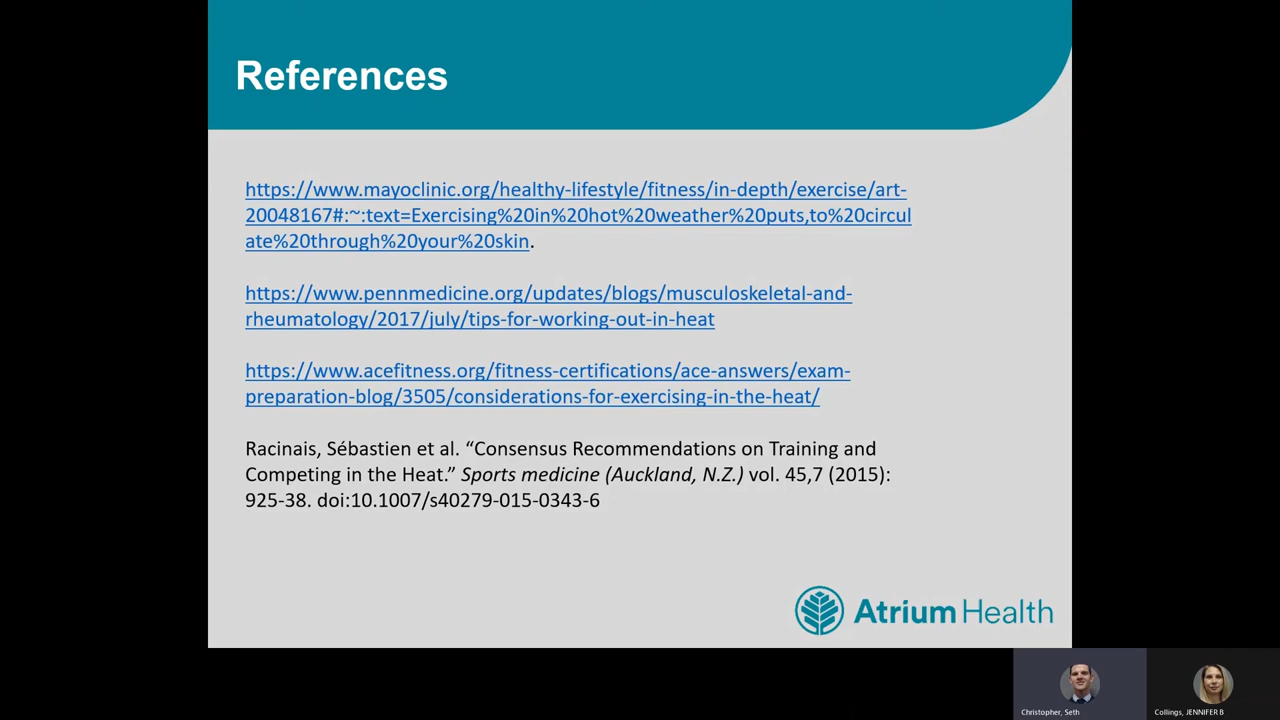 References
https://www.mayoclinic.org/healthy-lifestyle/fitness/in-depth/exercise/art-
20048167#:~:text=Exercising%20in%20hot%20weather%20puts,to%20circul
ate%20through%20your%20skin.
https://www.pennmedicine.org/updates/blogs/musculoskeletal-and-
rheumatology/2017/july/tips-for-working-out-in-heat
https://www.acefitness.org/fitness-certifications/ace-answers/exam-
preparation-blog/3505/considerations-for-exercising-in-the-heat/
Racinais, Sébastien et al. “Consensus Recommendations on Training and
Competing in the Heat.” Sports medicine (Auckland, N.Z.) vol. 45,7 (2015):
925-38. doi:10.1007/s40279-015-0343-6
Atrium Health
Christopher, Seth
Collings, JENNIFER B